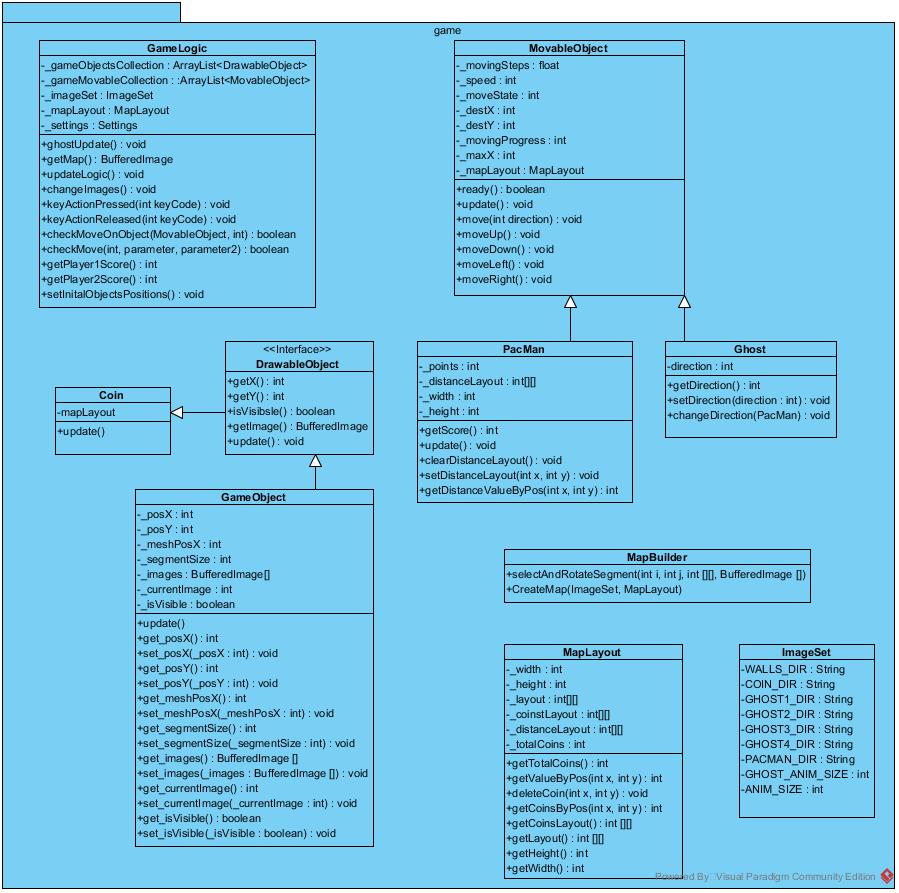 game
GameLogic
-_gameObjectsCollection : ArrayList<DrawableObject>
-_gameMovableCollection : :ArrayList<MovableObject>
-_imageSet : ImageSet
-_mapLayout : MapLayout
-_settings : Settings
+ghostUpdate() : void
+getMap() : BufferedImage
+updateLogic() : void
+changeImages() : void
+keyActionPressed(int keyCode) : void
+keyActionReleased(int keyCode) : void
+checkMoveOnObject(MovableObject, int) : boolean
+checkMove(int, parameter, parameter2) : boolean
+getPlayer1Score() : int
+getPlayer2Score() : int
+setInitalObjectsPositions() : void
MovableObject
-_movingSteps : float
-_speed : int
-_moveState : int
-_destX : int
-_destY : int
-_movingProgress : int
-_maxX : int
-_mapLayout : MapLayout
+ready() : boolean
+update() : void
+move(int direction) : void
+moveUp() : void
+moveDown() : void
+moveLeft() : void
+moveRight() : void
<<Interface>>
DrawableObject
+getX() : int
+getY() : int
+isVisibsle() : boolean
+getImage() : BufferedImage
+update() : void
Coin
-mapLayout
+update()
PacMan
-_points : int
-_distanceLayout : int[][]
-_width : int
-_height : int
+getScore() : int
+update() : void
+clearDistanceLayout() : void
+setDistanceLayout(int x, int y) : void
+getDistanceValueByPos(int x, int y) : int
Ghost
-direction : int
+getDirection() : int
+setDirection(direction : int) : void
+changeDirection(PacMan) : void
GameObject
-_posX : int
-_posY : int
-_meshPosX : int
-_segmentSize : int
-_images : BufferedImage[]
-_currentImage : int
-_isVisible : boolean
+update()
+get_posX() : int
+set_posX(_posX : int) : void
+get_posY() : int
+set_posY(_posY : int) : void
+get_meshPosX() : int
+set_meshPosX(_meshPosX : int) : void
+get_segmentSize() : int
+set_segmentSize(_segmentSize : int) : void
+get_images() : BufferedImage []
+set_images(_images : BufferedImage []) : void
+get_currentImage() : int
+set_currentImage(_currentImage : int) : void
+get_isVisible() : boolean
+set_isVisible(_isVisible : boolean) : void
MapBuilder
+selectAndRotateSegment(int i, int j, int [][], BufferedImage [])
+CreateMap(ImageSet, MapLayout)
MapLayout
-_width : int
-_height : int
-_layout : int[][]
-_coinstLayout : int[][]
-_distanceLayout : int[][]
-_totalCoins : int
+getTotalCoins() : int
+getValueByPos(int x, int y) : int
+deleteCoin(int x, int y) : void
+getCoinsByPos(int x, int y) : int
+getCoinsLayout() : int [][]
+getLayout() : int [][]
+getHeight() : int
+getWidth() : int
ImageSet
-WALLS_DIR : String
-COIN_DIR : String
-GHOST1_DIR : String
-GHOST2_DIR : String
-GHOST3_DIR : String
-GHOST4_DIR : String
-PACMAN_DIR : String
-GHOST_ANIM_SIZE : int
-ANIM_SIZE : int
Powered By Visual Paradigm Community Edition